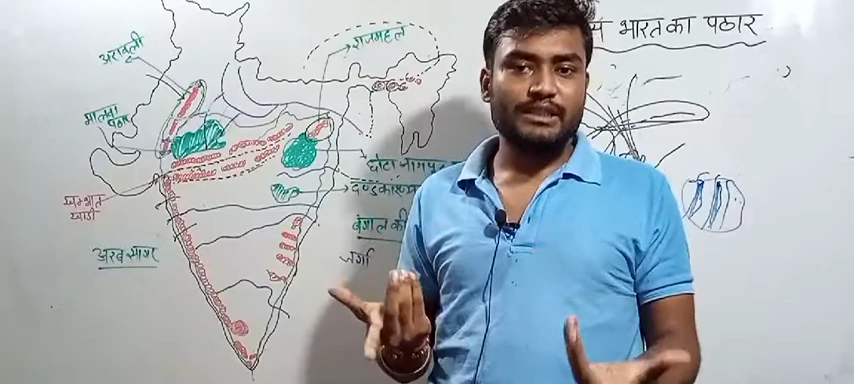 भारत का पठार
राजमहल
अरावली
मालवा
पठार
छोटा नागपुर
दण्डकारण्य
खम्भात
खाड़ी
बंगाल की
अरब सागर